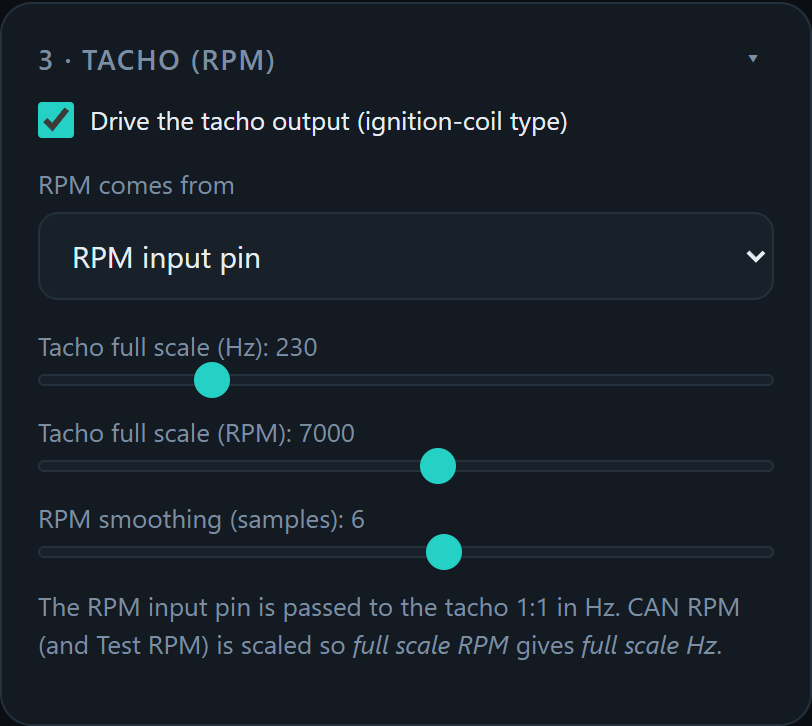 3 · TACHO (RPM)
Drive the tacho output (ignition-coil type)
RPM comes from
RPM input pin
Tacho full scale (Hz): 230
Tacho full scale (RPM): 7000
RPM smoothing (samples): 6
The RPM input pin is passed to the tacho 1:1 in Hz. CAN RPM
(and Test RPM) is scaled so full scale RPM gives full scale Hz.